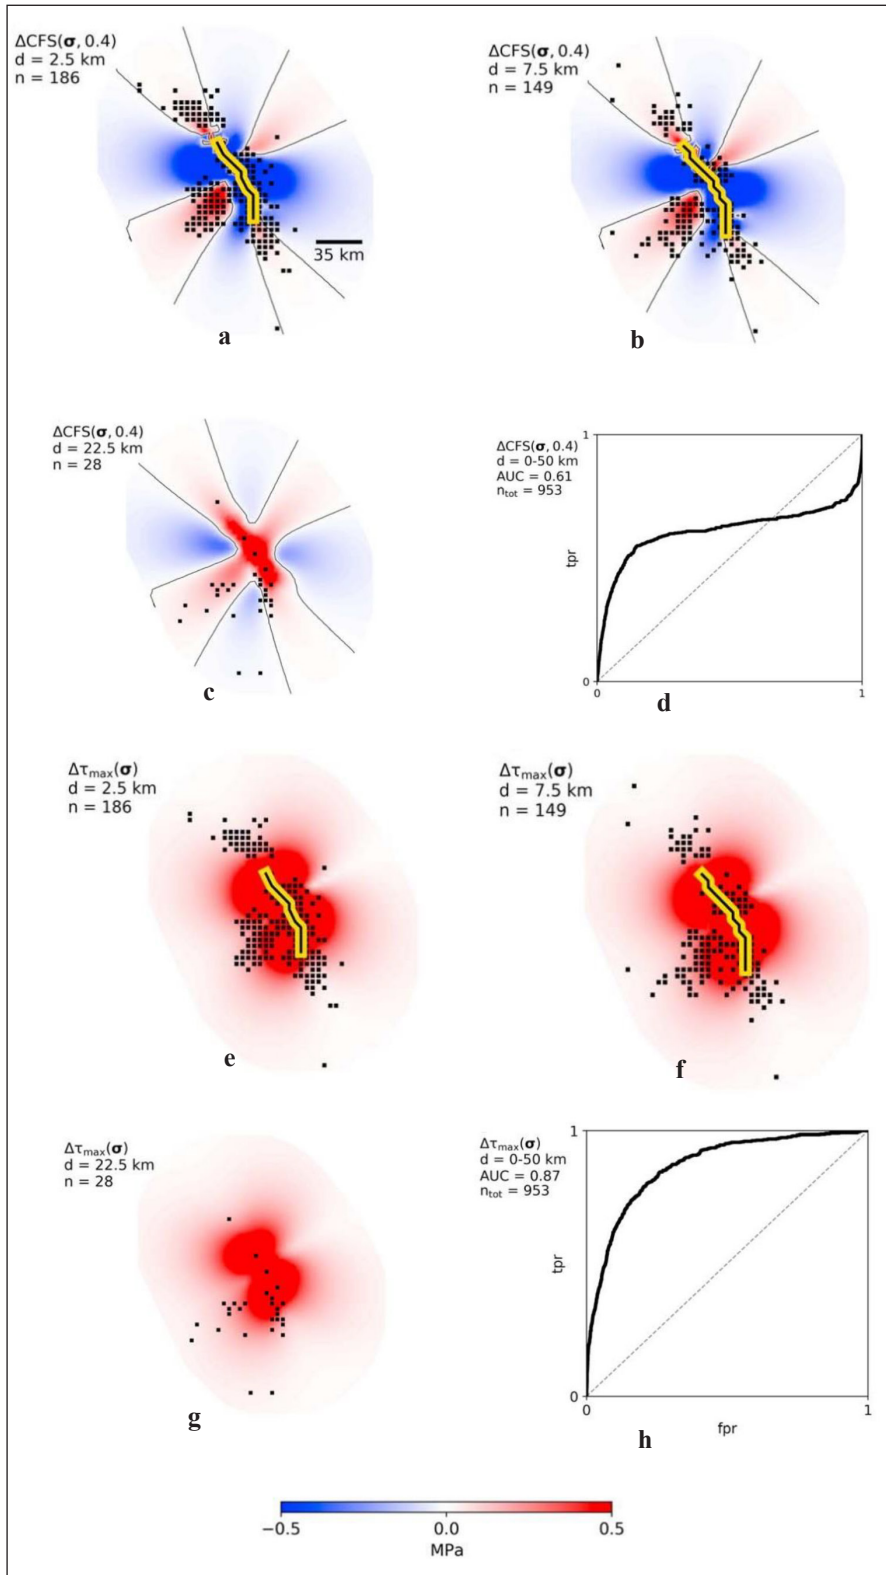 ΔCFS(σ, 0.4)
d = 2.5 km
n = 186
35 km
a
ΔCFS(σ, 0.4)
d = 7.5 km
n = 149
b
ΔCFS(σ, 0.4)
d = 22.5 km
n = 28
c
ΔCFS(σ, 0.4)
d = 0-50 km
AUC = 0.61
nₜₒₜ = 953
1
tpr
0
0
1
d
Δτₘₐₓ(σ)
d = 2.5 km
n = 186
e
Δτₘₐₓ(σ)
d = 7.5 km
n = 149
f
Δτₘₐₓ(σ)
d = 22.5 km
n = 28
g
Δτₘₐₓ(σ)
d = 0-50 km
AUC = 0.87
nₜₒₜ = 953
1
tpr
0
0
1
fpr
h
−0.5
0.0
0.5
MPa